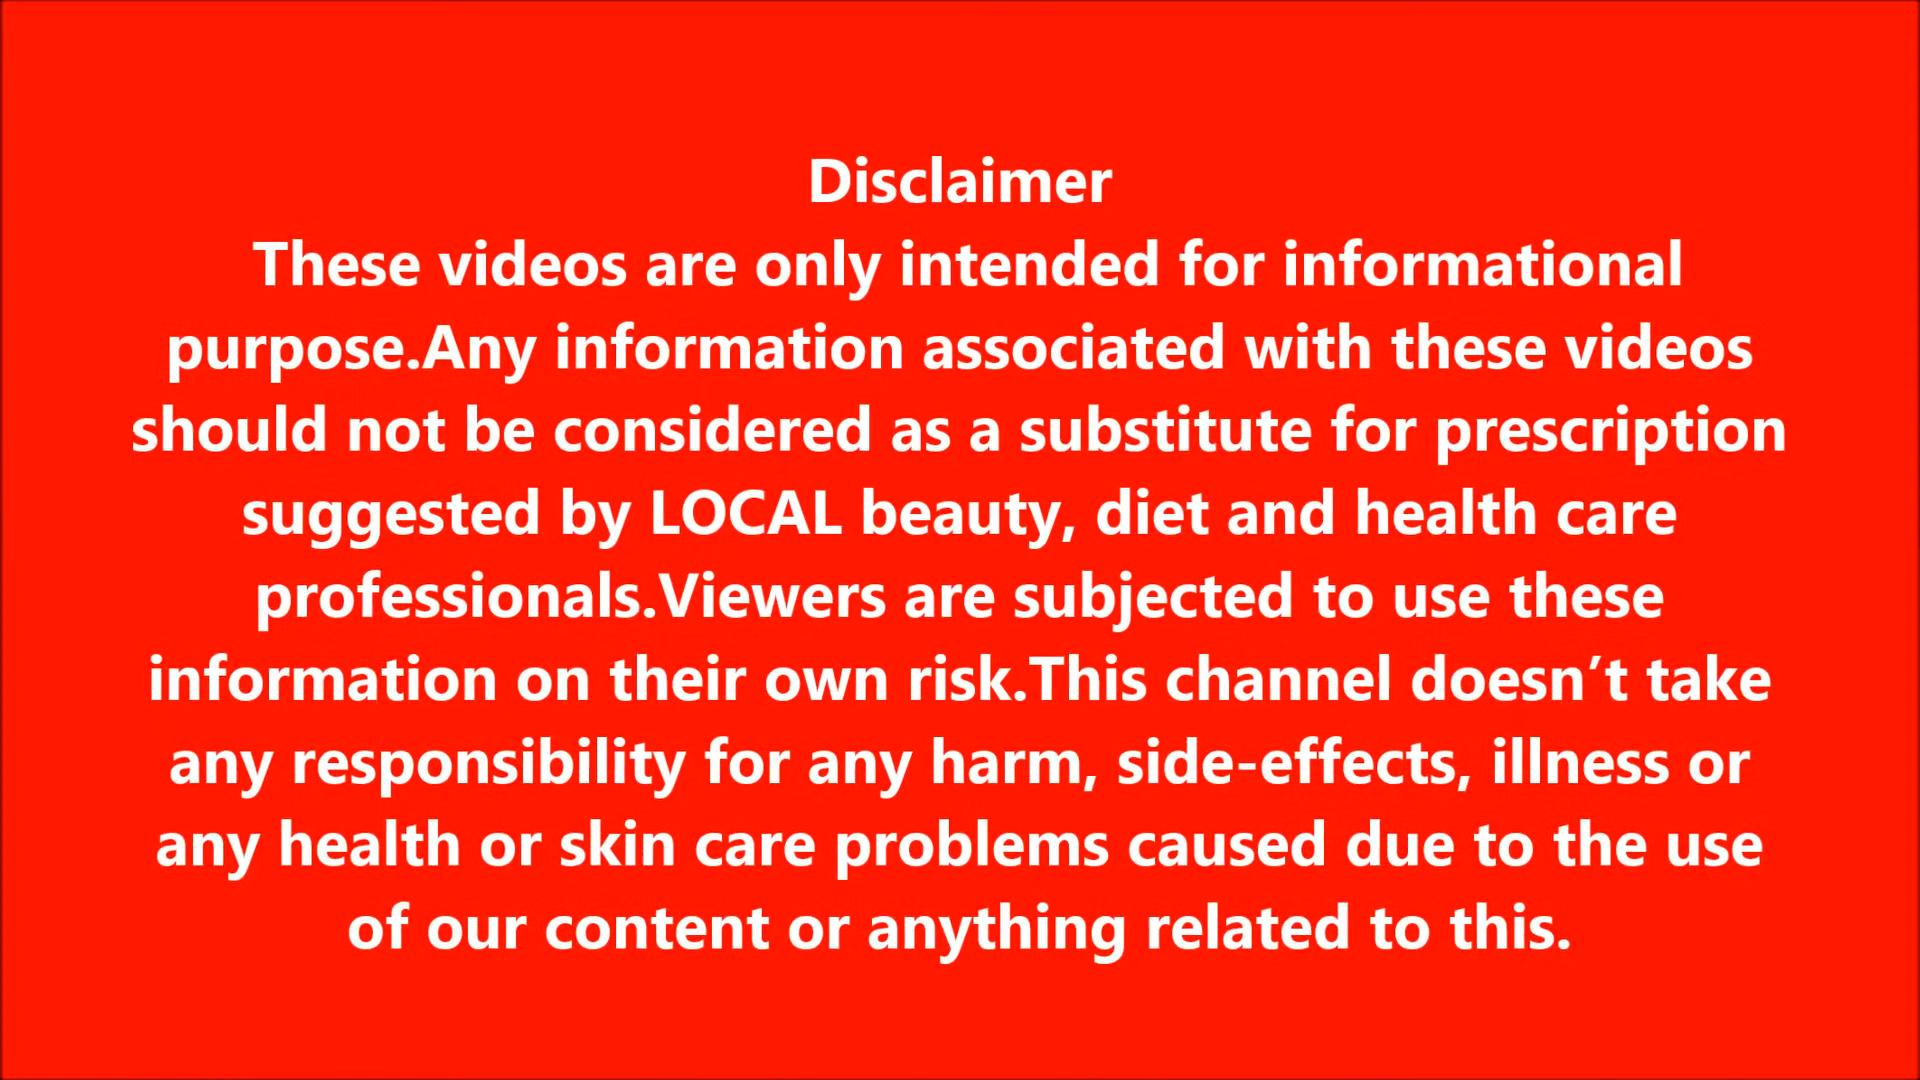 Disclaimer
These videos are only intended for informational
purpose.Any information associated with these videos
should not be considered as a substitute for prescription
suggested by LOCAL beauty, diet and health care
professionals.Viewers are subjected to use these
information on their own risk.This channel doesn’t take
any responsibility for any harm, side-effects, illness or
any health or skin care problems caused due to the use
of our content or anything related to this.